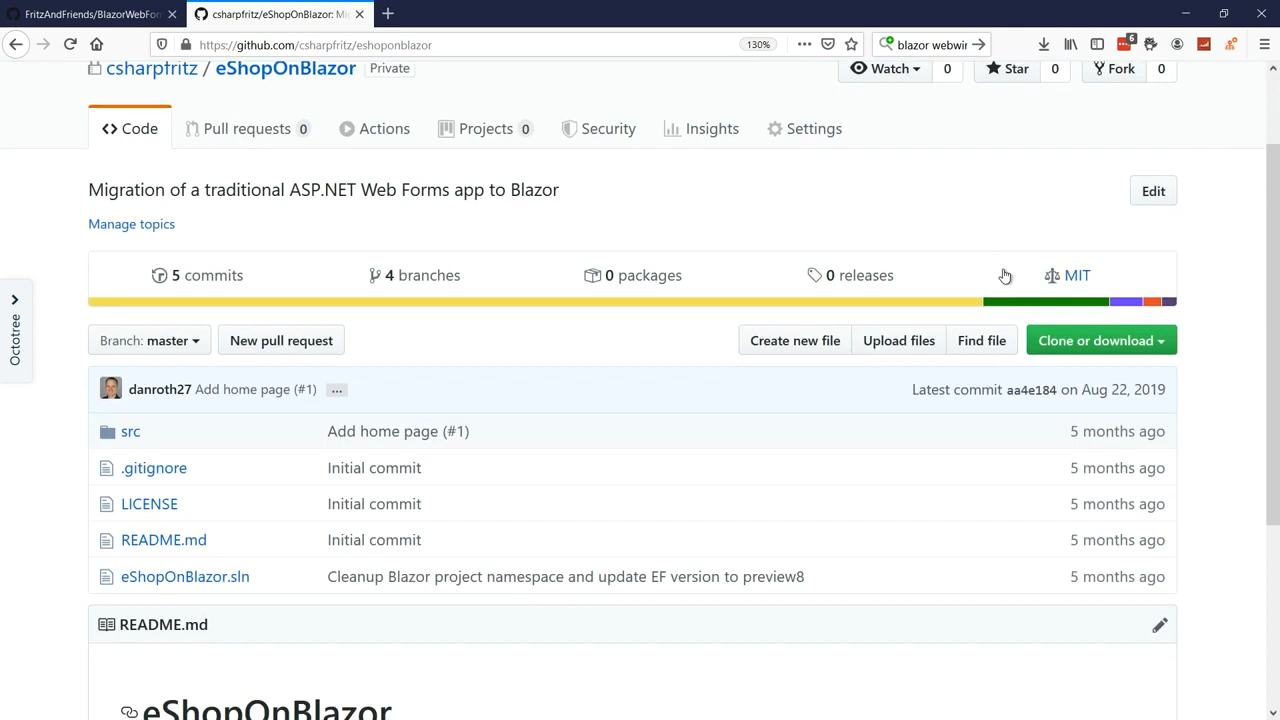 FritzAndFriends/BlazorWebForm
csharpfritz/eShopOnBlazor: Mi
https://github.com/csharpfritz/eshoponblazor
130%
blazor webwir
6
csharpfritz / eShopOnBlazor
Private
Watch 0
Star 0
Fork 0
Code
Pull requests 0
Actions
Projects 0
Security
Insights
Settings
Migration of a traditional ASP.NET Web Forms app to Blazor
Edit
Manage topics
5 commits
4 branches
0 packages
0 releases
MIT
Octotree
Branch: master
New pull request
Create new file
Upload files
Find file
Clone or download
danroth27 Add home page (#1) ...
Latest commit aa4e184 on Aug 22, 2019
src Add home page (#1) 5 months ago
.gitignore Initial commit 5 months ago
LICENSE Initial commit 5 months ago
README.md Initial commit 5 months ago
eShopOnBlazor.sln Cleanup Blazor project namespace and update EF version to preview8 5 months ago
README.md
eShopOnBlazor